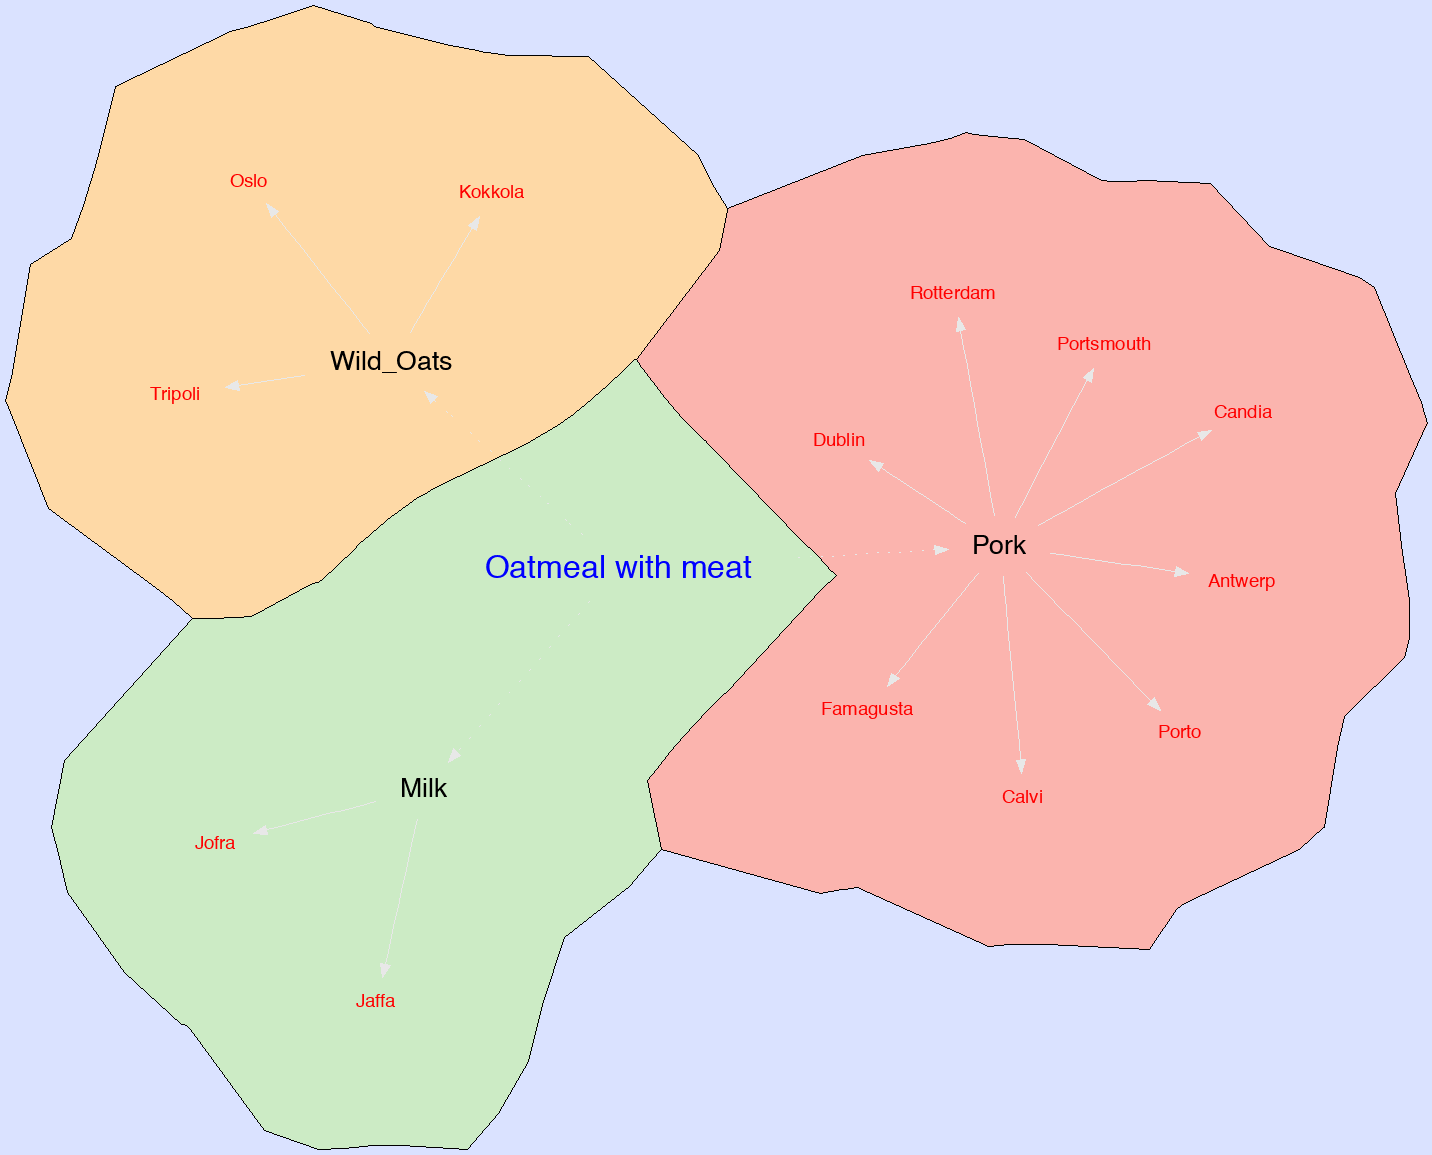 Oslo
Kokkola
Wild_Oats
Tripoli
Rotterdam
Portsmouth
Candia
Dublin
Pork
Oatmeal with meat
Antwerp
Famagusta
Porto
Calvi
Milk
Jofra
Jaffa